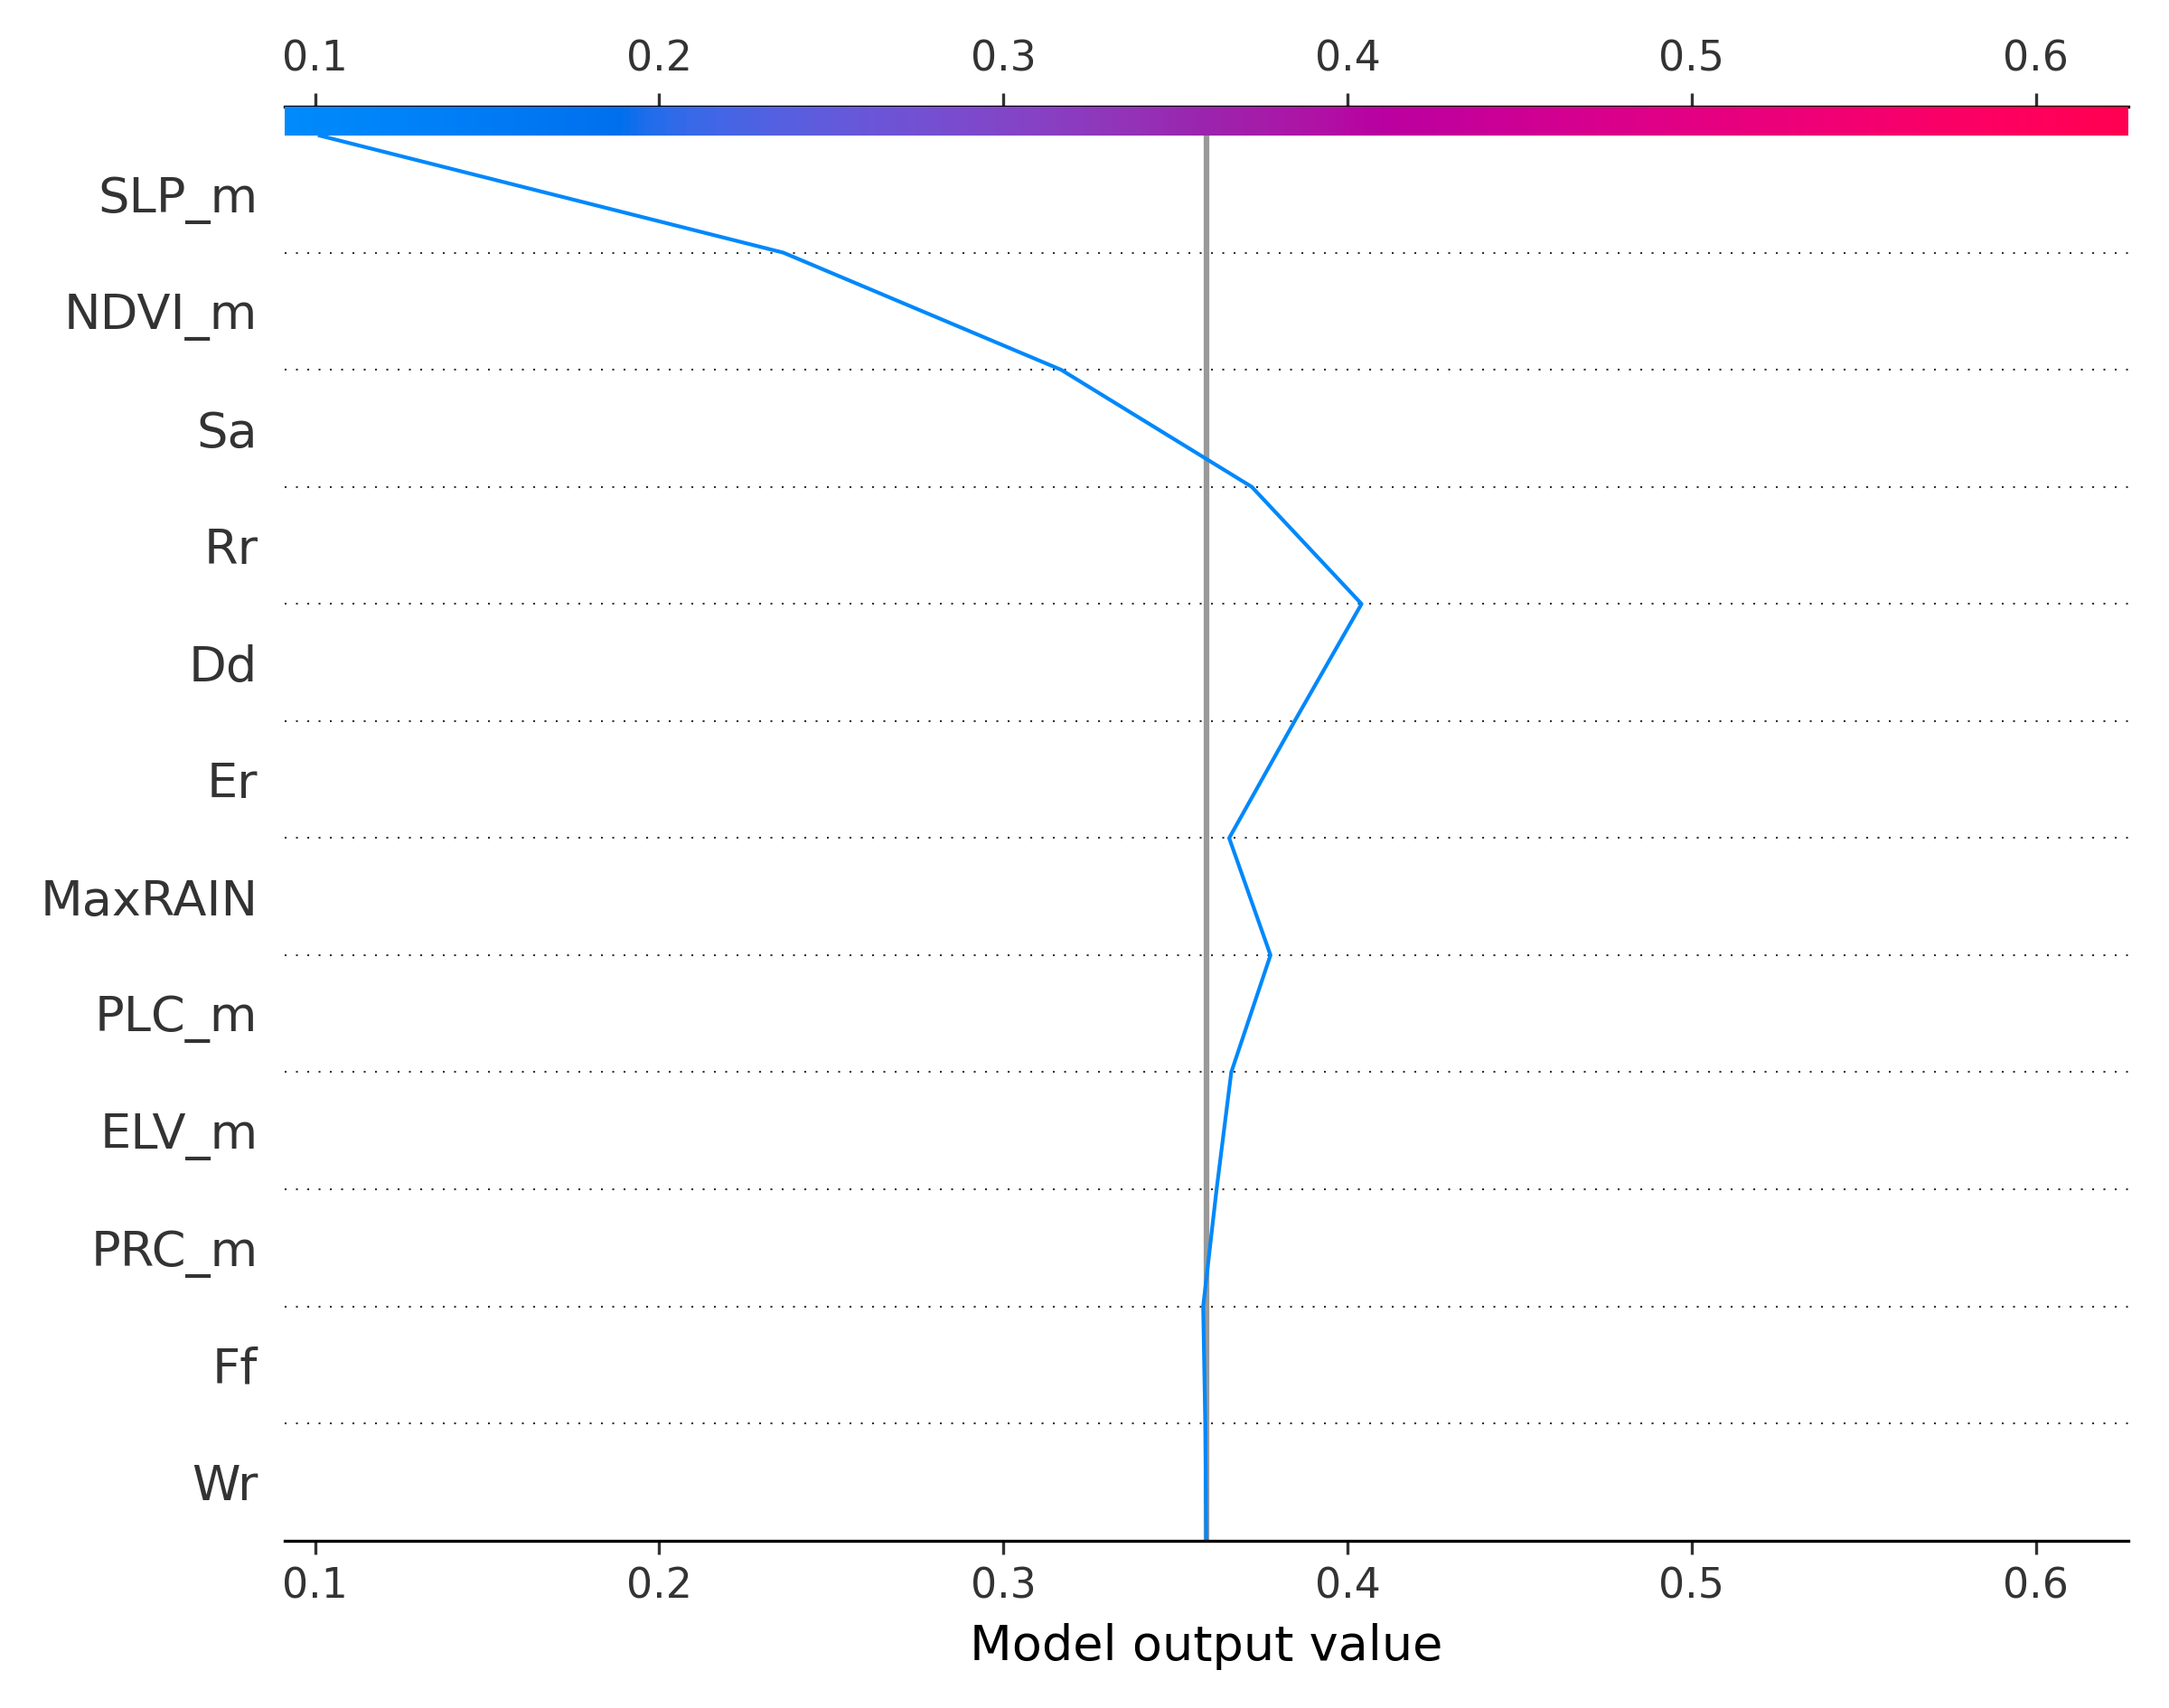 0.1 0.2 0.3 0.4 0.5 0.6
SLP_m
NDVI_m
Sa
Rr
Dd
Er
MaxRAIN
PLC_m
ELV_m
PRC_m
Ff
Wr
0.1 0.2 0.3 0.4 0.5 0.6
Model output value